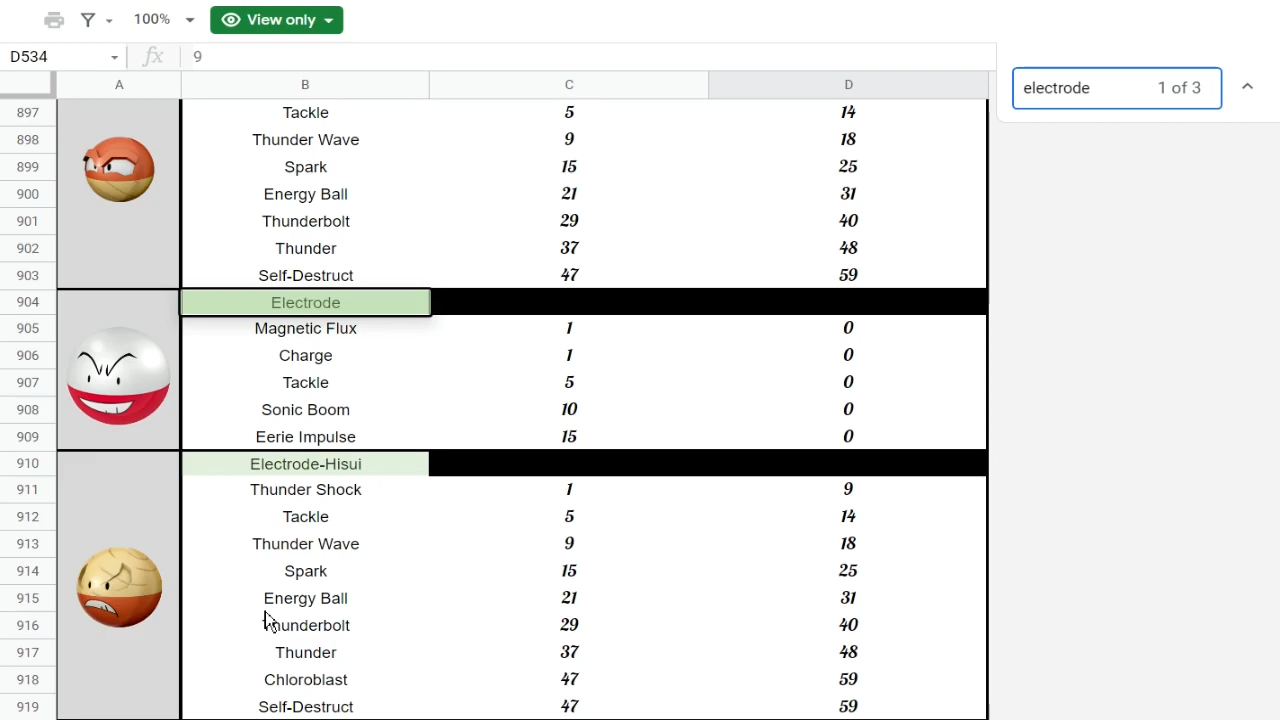 100% View only
D534 fx 9
electrode 1 of 3
A B C D
897 Tackle 5 14
898 Thunder Wave 9 18
899 Spark 15 25
900 Energy Ball 21 31
901 Thunderbolt 29 40
902 Thunder 37 48
903 Self-Destruct 47 59
904 Electrode
905 Magnetic Flux 1 0
906 Charge 1 0
907 Tackle 5 0
908 Sonic Boom 10 0
909 Eerie Impulse 15 0
910 Electrode-Hisui
911 Thunder Shock 1 9
912 Tackle 5 14
913 Thunder Wave 9 18
914 Spark 15 25
915 Energy Ball 21 31
916 Thunderbolt 29 40
917 Thunder 37 48
918 Chloroblast 47 59
919 Self-Destruct 47 59